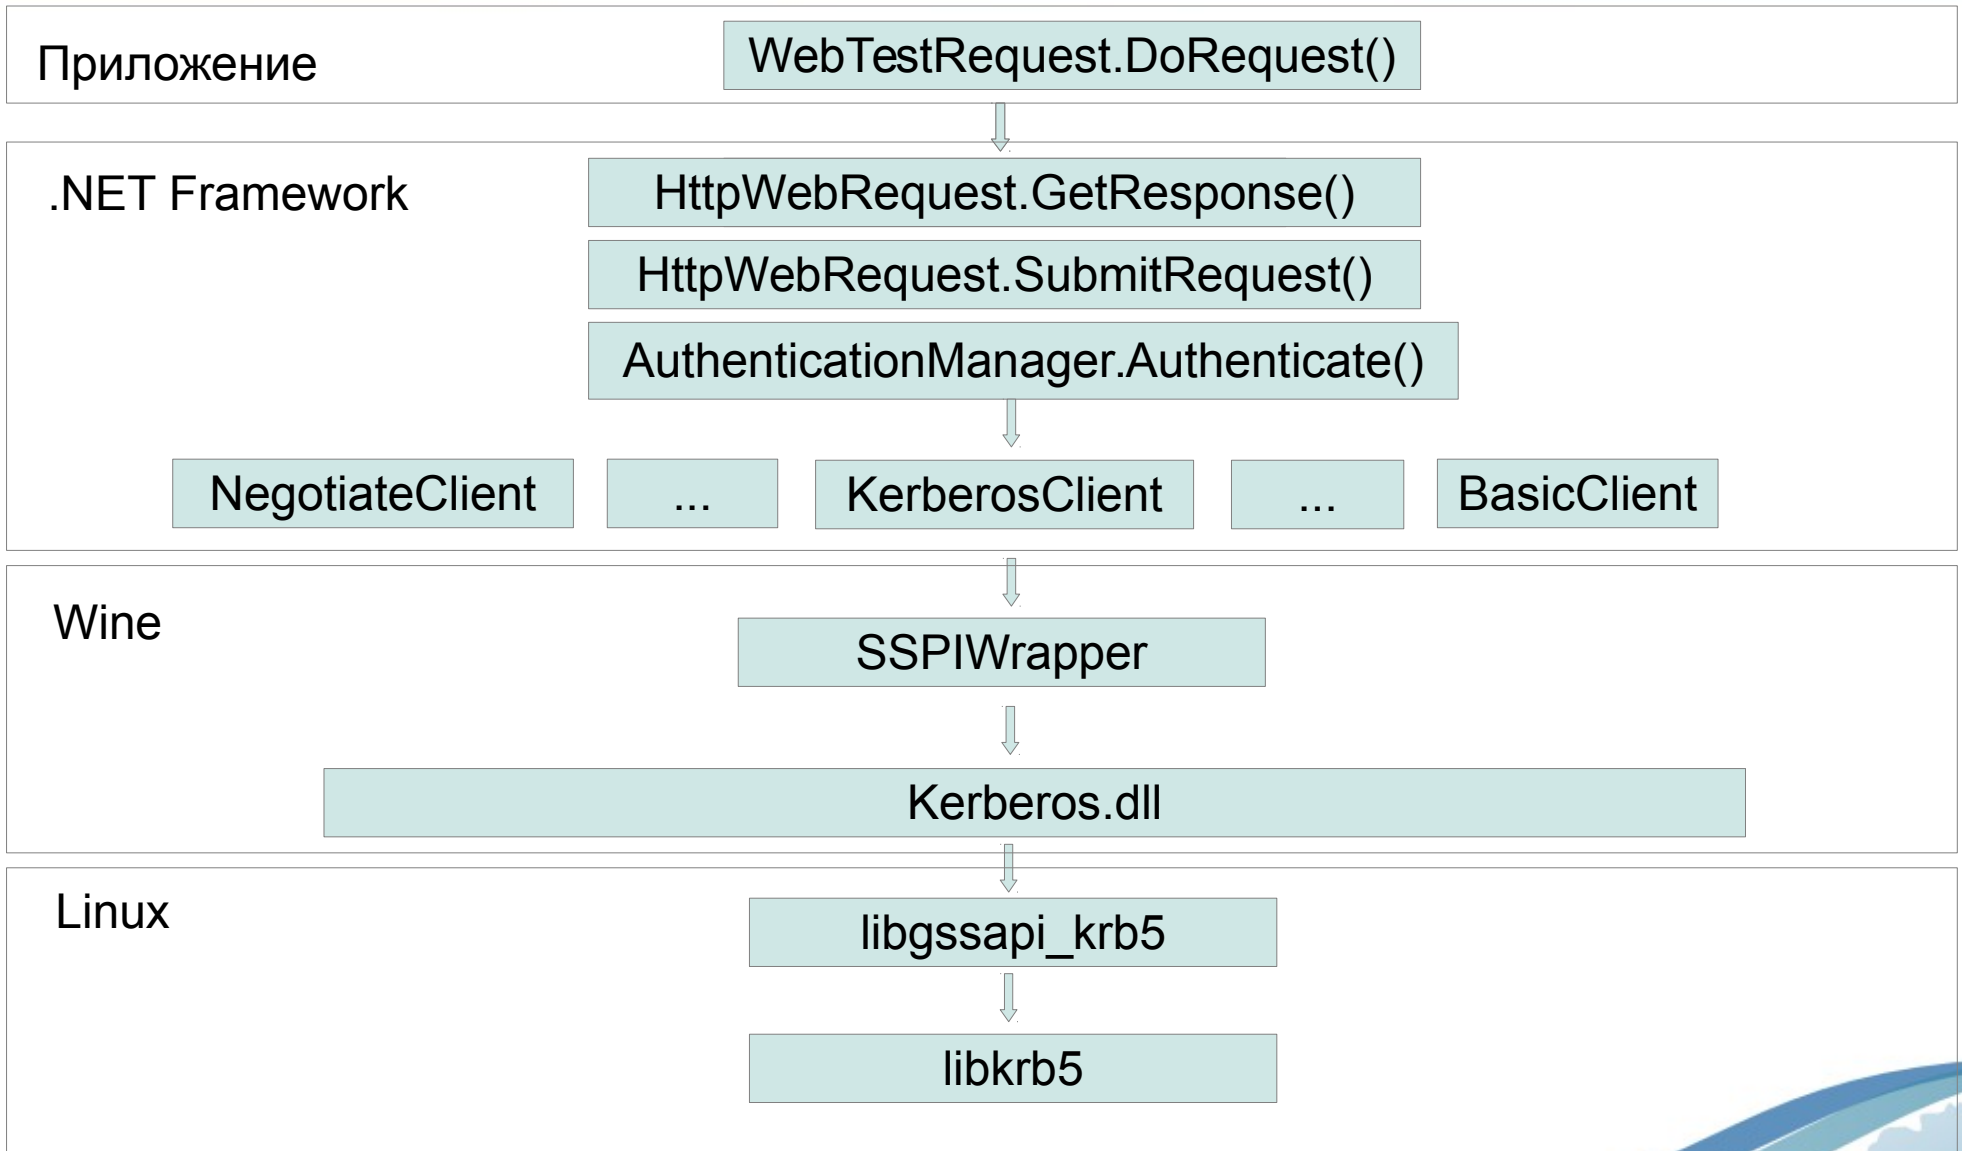 Приложение
WebTestRequest.DoRequest()
.NET Framework
HttpWebRequest.GetResponse()
HttpWebRequest.SubmitRequest()
AuthenticationManager.Authenticate()
NegotiateClient
...
KerberosClient
...
BasicClient
Wine
SSPIWrapper
Kerberos.dll
Linux
libgssapi_krb5
libkrb5